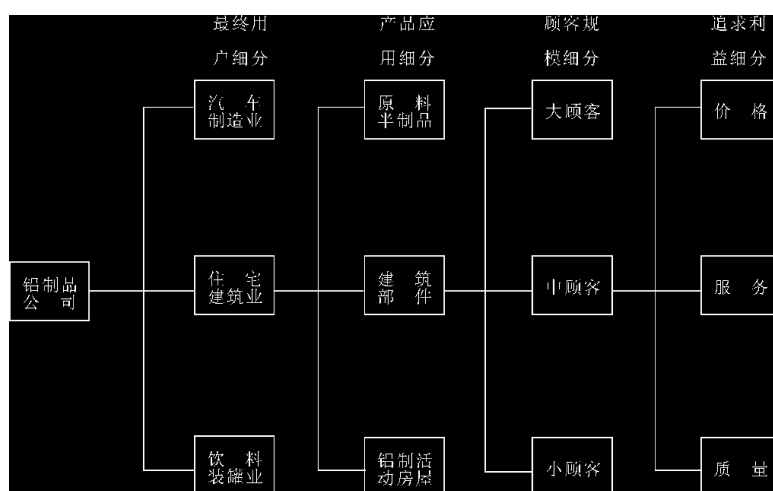 最终用
户细分
产品应
用细分
顾客规
模细分
追求利
益细分
汽 车
制造业
原 料
半制品
大顾客
价 格
铝制品
公 司
住 宅
建筑业
建 筑
部 件
中顾客
服 务
饮 料
装罐业
铝制活
动房屋
小顾客
质 量